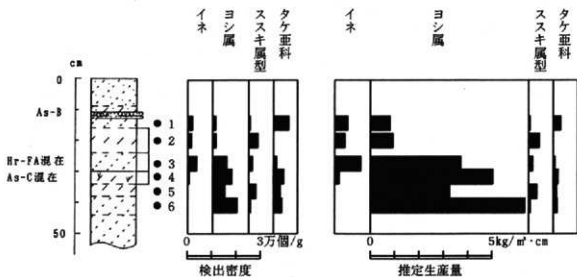 イネ
ヨシ属
ススキ属型
タケ亜科
イネ
ヨシ属
ススキ属型
タケ亜科
0
cm
As-B
Hr-FA混在
As-C混在
50
1
2
3
4
5
6
0 3万個/g
検出密度
0 5kg/㎡·cm
推定生産量